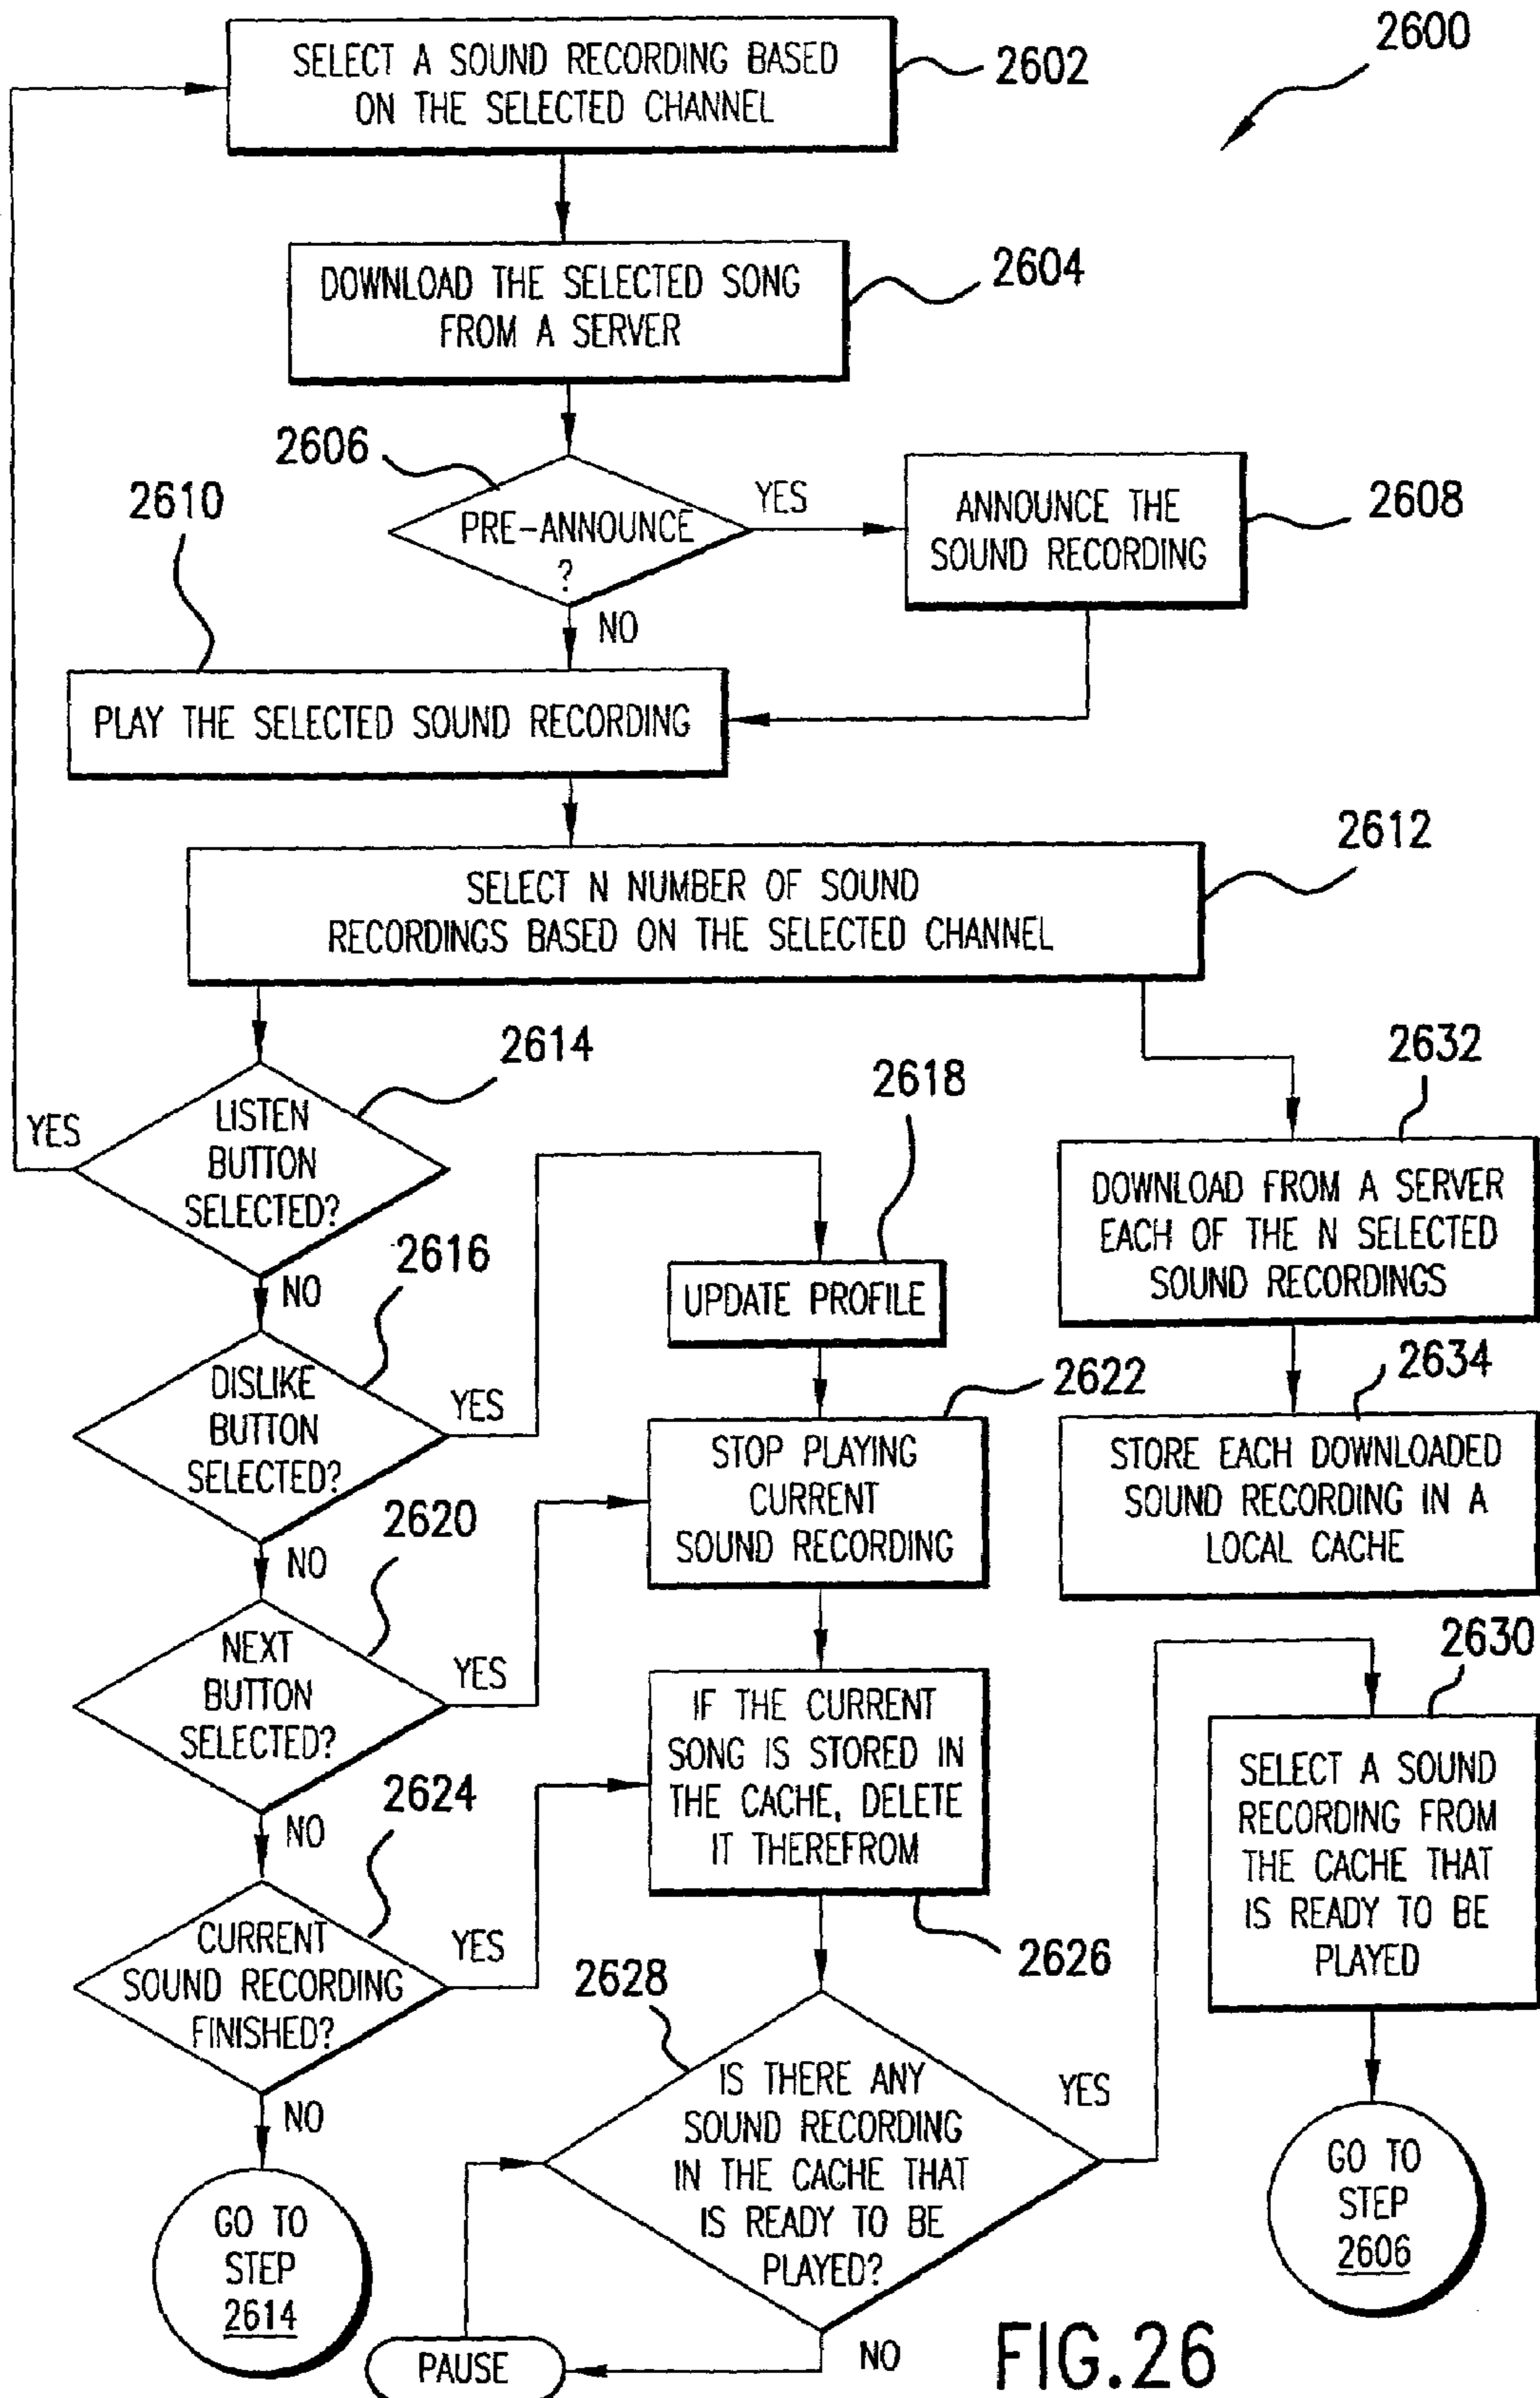 2600
SELECT A SOUND RECORDING BASED
ON THE SELECTED CHANNEL
2602
DOWNLOAD THE SELECTED SONG
FROM A SERVER
2604
2606
PRE-ANNOUNCE
?
YES
NO
ANNOUNCE THE
SOUND RECORDING
2608
2610
PLAY THE SELECTED SOUND RECORDING
2612
SELECT N NUMBER OF SOUND
RECORDINGS BASED ON THE SELECTED CHANNEL
2614
LISTEN
BUTTON
SELECTED?
YES
NO
2616
DISLIKE
BUTTON
SELECTED?
YES
NO
2618
UPDATE PROFILE
2620
NEXT
BUTTON
SELECTED?
YES
NO
2622
STOP PLAYING
CURRENT
SOUND RECORDING
2624
CURRENT
SOUND RECORDING
FINISHED?
YES
NO
GO TO
STEP
2614
IF THE CURRENT
SONG IS STORED IN
THE CACHE, DELETE
IT THEREFROM
2626
2628
IS THERE ANY
SOUND RECORDING
IN THE CACHE THAT
IS READY TO BE
PLAYED?
YES
NO
PAUSE
2632
DOWNLOAD FROM A SERVER
EACH OF THE N SELECTED
SOUND RECORDINGS
2634
STORE EACH DOWNLOADED
SOUND RECORDING IN A
LOCAL CACHE
2630
SELECT A SOUND
RECORDING FROM
THE CACHE THAT
IS READY TO BE
PLAYED
GO TO
STEP
2606
FIG.26